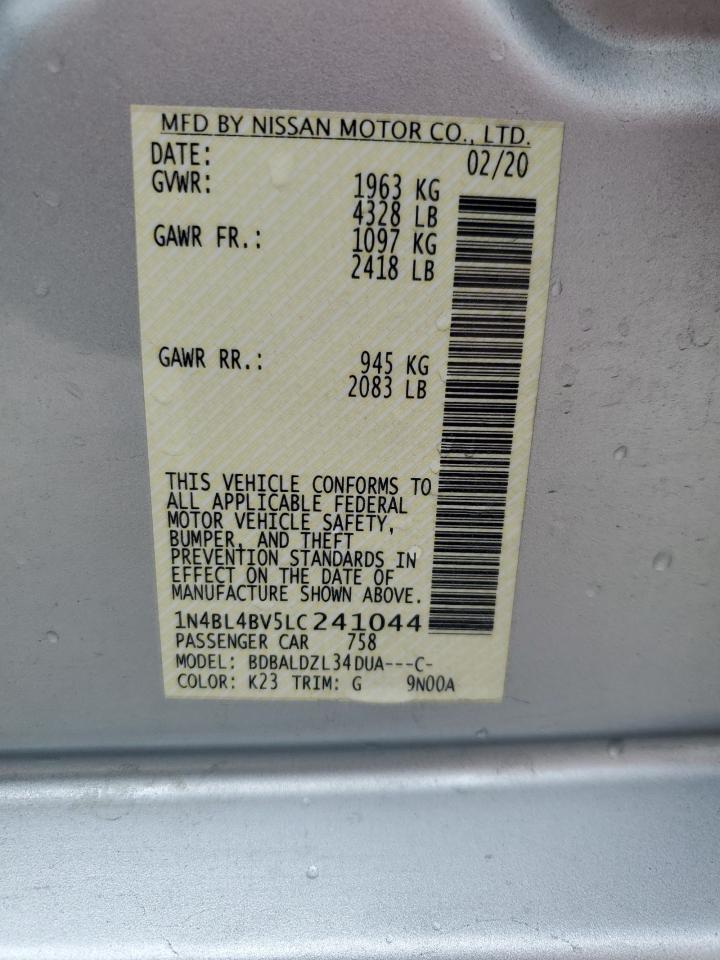 MFD BY NISSAN MOTOR CO., LTD.
DATE: 02/20
GVWR: 1963 KG
4328 LB
GAWR FR.: 1097 KG
2418 LB
GAWR RR.: 945 KG
2083 LB
THIS VEHICLE CONFORMS TO
ALL APPLICABLE FEDERAL
MOTOR VEHICLE SAFETY,
BUMPER, AND THEFT
PREVENTION STANDARDS IN
EFFECT ON THE DATE OF
MANUFACTURE SHOWN ABOVE.
1N4BL4BV5LC241044
PASSENGER CAR 758
MODEL: BDBALDZL34DUA---C-
COLOR: K23 TRIM: G 9N00A